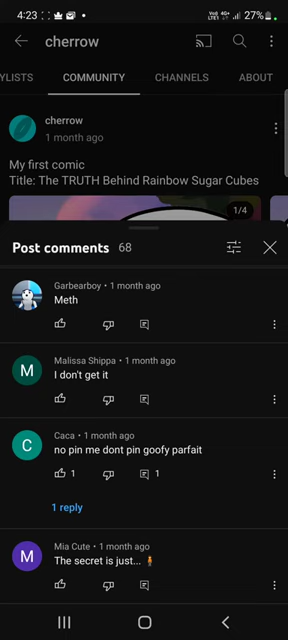 4:23
VoI) 4G+
LTE1
27%
cherrow
YLISTS COMMUNITY CHANNELS ABOUT
cherrow
1 month ago
My first comic
Title: The TRUTH Behind Rainbow Sugar Cubes
1/4
Post comments 68
Garbearboy • 1 month ago
Meth
M
Malissa Shippa • 1 month ago
I don't get it
C
Caca • 1 month ago
no pin me dont pin goofy parfait
1 1
1 reply
M
Mia Cute • 1 month ago
The secret is just... 🧍